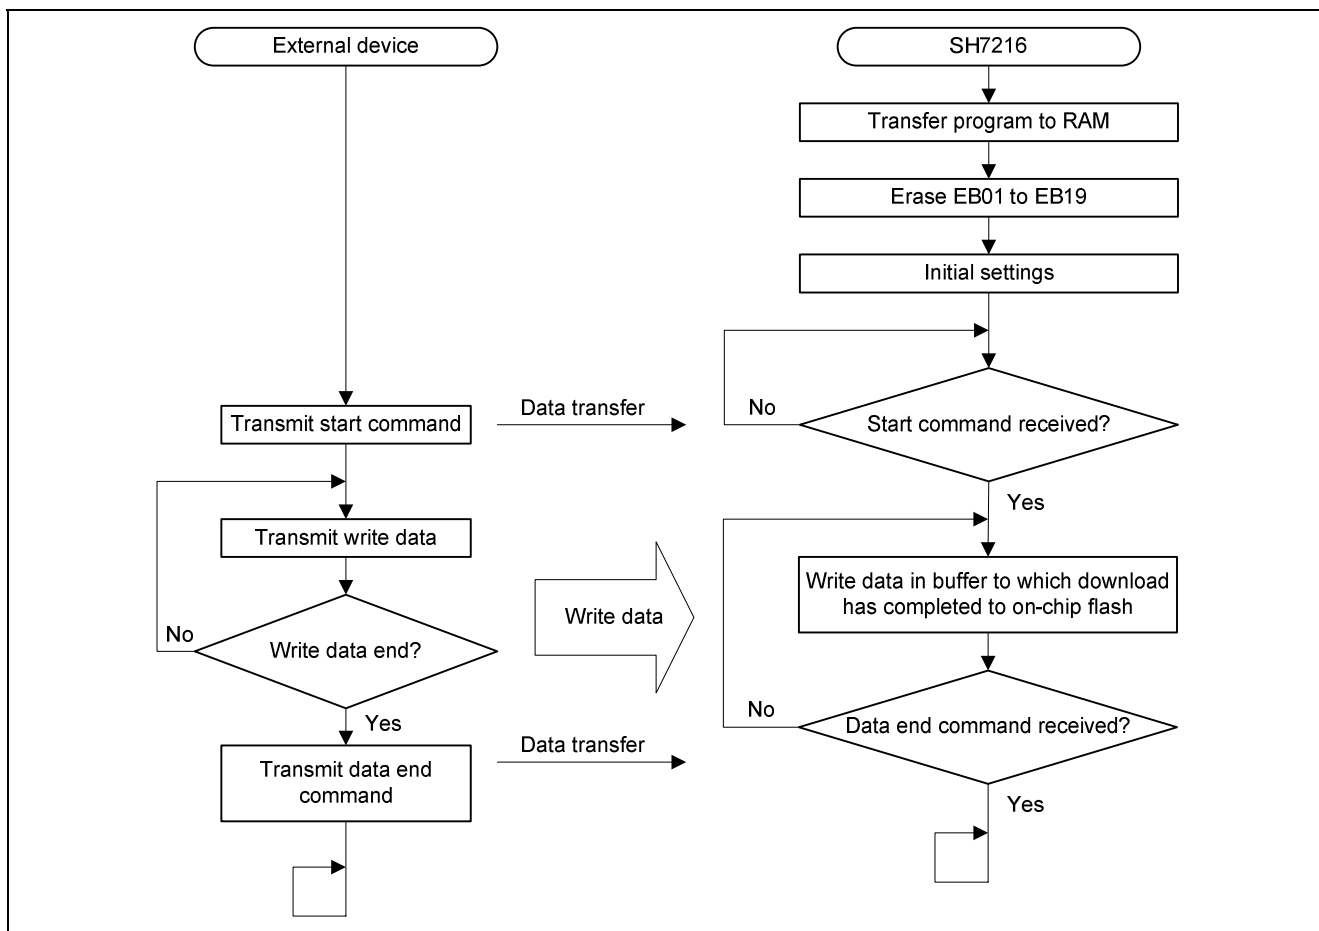 External device
SH7216
Transfer program to RAM
Erase EB01 to EB19
Initial settings
Transmit start command
Data transfer
No
Start command received?
Yes
Transmit write data
Write data in buffer to which download
has completed to on-chip flash
Write data
No
Write data end?
Yes
No
Data end command received?
Data transfer
Transmit data end
command
Yes